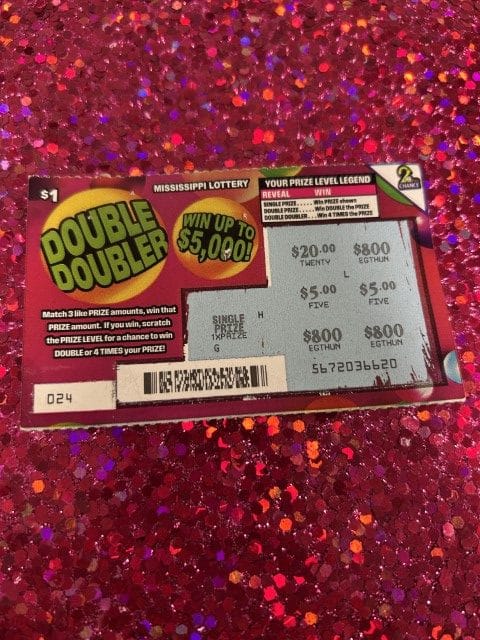 $1
MISSISSIPPI LOTTERY
2nd CHANCE
DOUBLE
DOUBLER
WIN UP TO
$5,000!
YOUR PRIZE LEVEL LEGEND
REVEAL WIN
SINGLE PRIZE..... Win PRIZE shown
DOUBLE PRIZE..... Win DOUBLE the PRIZE
DOUBLE DOUBLER... Win 4 TIMES the PRIZE
Match 3 like PRIZE amounts, win that
PRIZE amount. If you win, scratch
the PRIZE LEVEL for a chance to win
DOUBLE or 4 TIMES your PRIZE!
SINGLE
PRIZE
1XPRIZE
G
H
$20.00 $800
TWENTY EGTHUN
L
$5.00 $5.00
FIVE FIVE
$800 $800
EGTHUN EGTHUN
5672036620
024